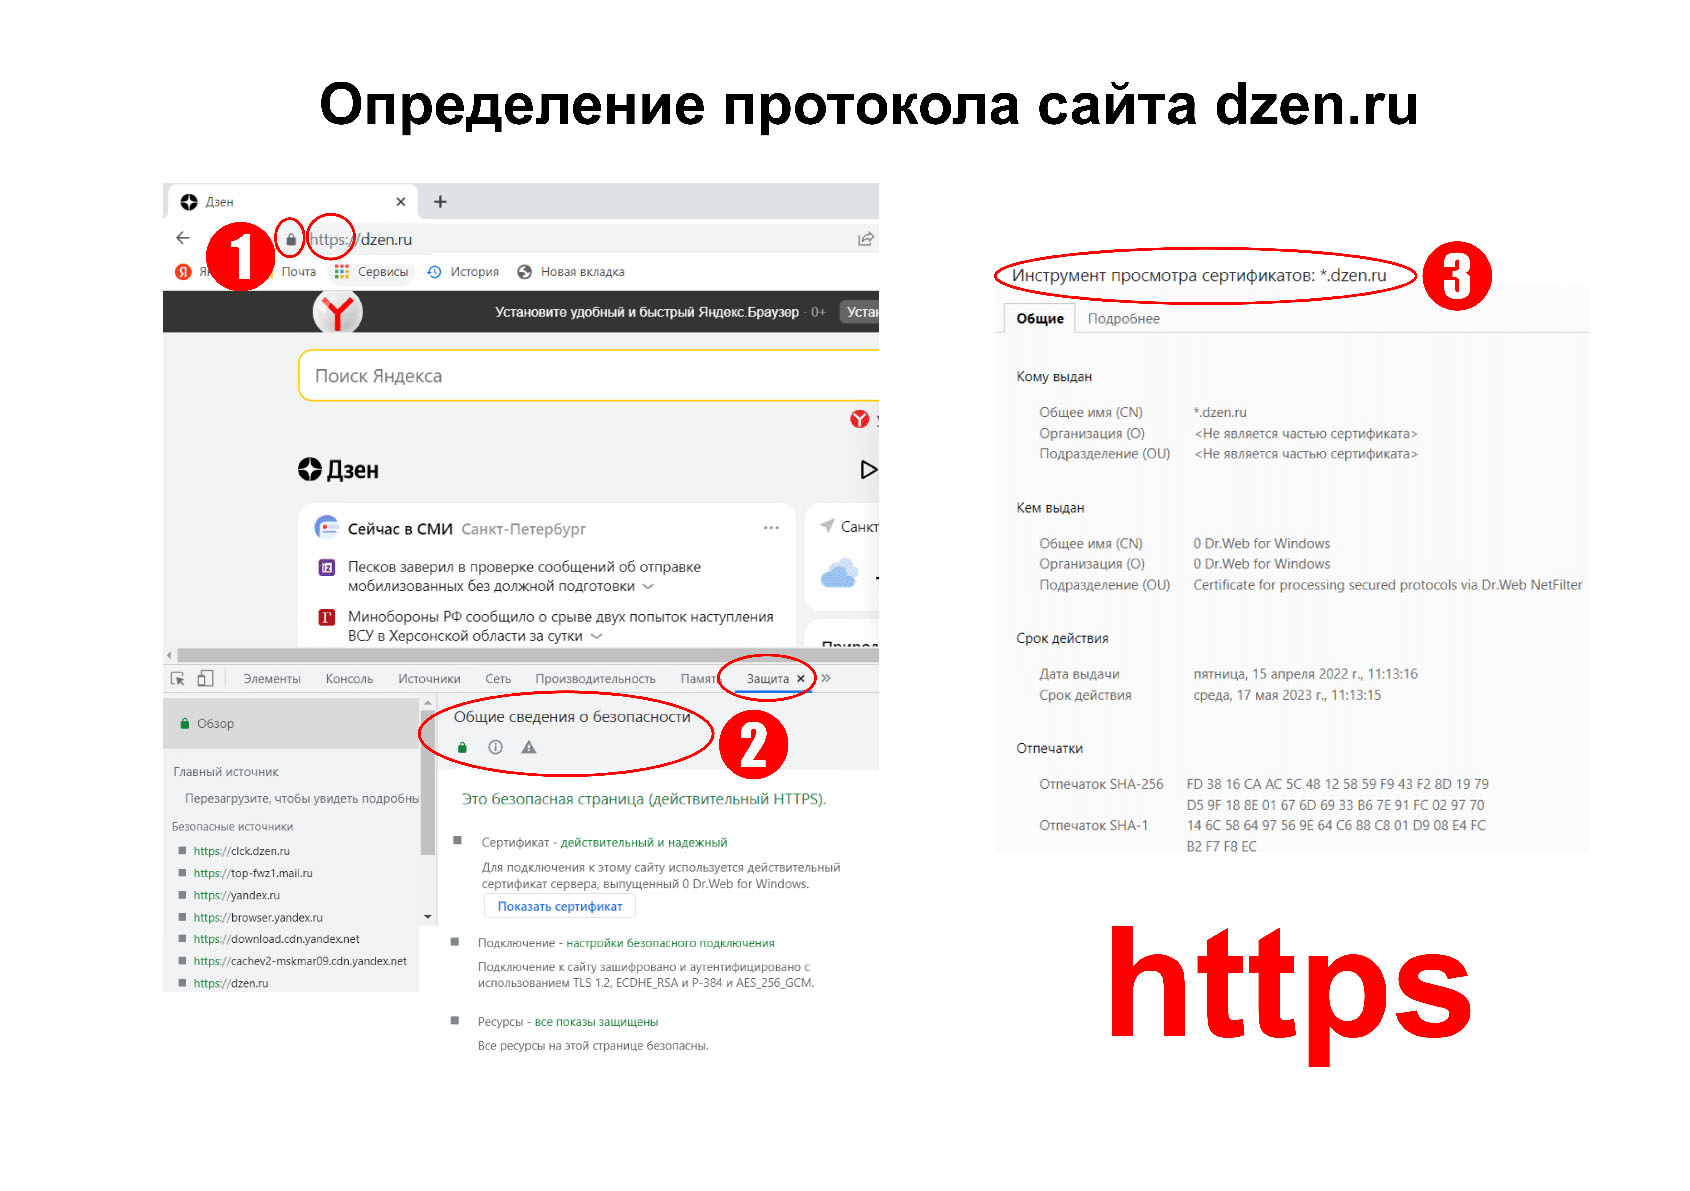 Определение протокола сайта dzen.ru
Дзен
https://dzen.ru
1
Почта Сервисы История Новая вкладка
Установите удобный и быстрый Яндекс.Браузер · 0+
Поиск Яндекса
Дзен
Сейчас в СМИ Санкт-Петербург
Песков заверил в проверке сообщений об отправке
мобилизованных без должной подготовки
Минобороны РФ сообщило о срыве двух попыток наступления
ВСУ в Херсонской области за сутки
Элементы Консоль Источники Сеть Производительность Защита
Обзор
Главный источник
Перезагрузите, чтобы увидеть
Безопасные источники
https://clck.dzen.ru
https://top-fwz1.mail.ru
https://yandex.ru
https://browser.yandex.ru
https://download.cdn.yandex.net
https://cachev2-mskmar09.cdn.yandex.net
https://dzen.ru
Общие сведения о безопасности
2
Это безопасная страница (действительный HTTPS).
Сертификат - действительный и надежный
Для подключения к этому сайту используется действительный
сертификат сервера, выпущенный 0 Dr.Web for Windows.
Показать сертификат
Подключение - настройки безопасного подключения
Подключение к сайту зашифровано и аутентифицировано с
использованием TLS 1.2, ECDHE_RSA и P-384 и AES_256_GCM.
Ресурсы - все показы защищены
Все ресурсы на этой странице безопасны.
Инструмент просмотра сертификатов: *.dzen.ru
3
Общие Подробнее
Кому выдан
Общее имя (CN) *.dzen.ru
Организация (O) <Не является частью сертификата>
Подразделение (OU) <Не является частью сертификата>
Кем выдан
Общее имя (CN) 0 Dr.Web for Windows
Организация (O) 0 Dr.Web for Windows
Подразделение (OU) Certificate for processing secured protocols via Dr.Web NetFilter
Срок действия
Дата выдачи пятница, 15 апреля 2022 г., 11:13:16
Срок действия среда, 17 мая 2023 г., 11:13:15
Отпечатки
Отпечаток SHA-256 FD 38 16 CA AC 5C 48 12 58 59 F9 43 F2 8D 19 79
D5 9F 18 8E 01 67 6D 69 33 B6 7E 91 FC 02 97 70
Отпечаток SHA-1 14 6C 58 64 97 56 9E 64 C6 88 C8 01 D9 08 E4 FC
B2 F7 F8 EC
https